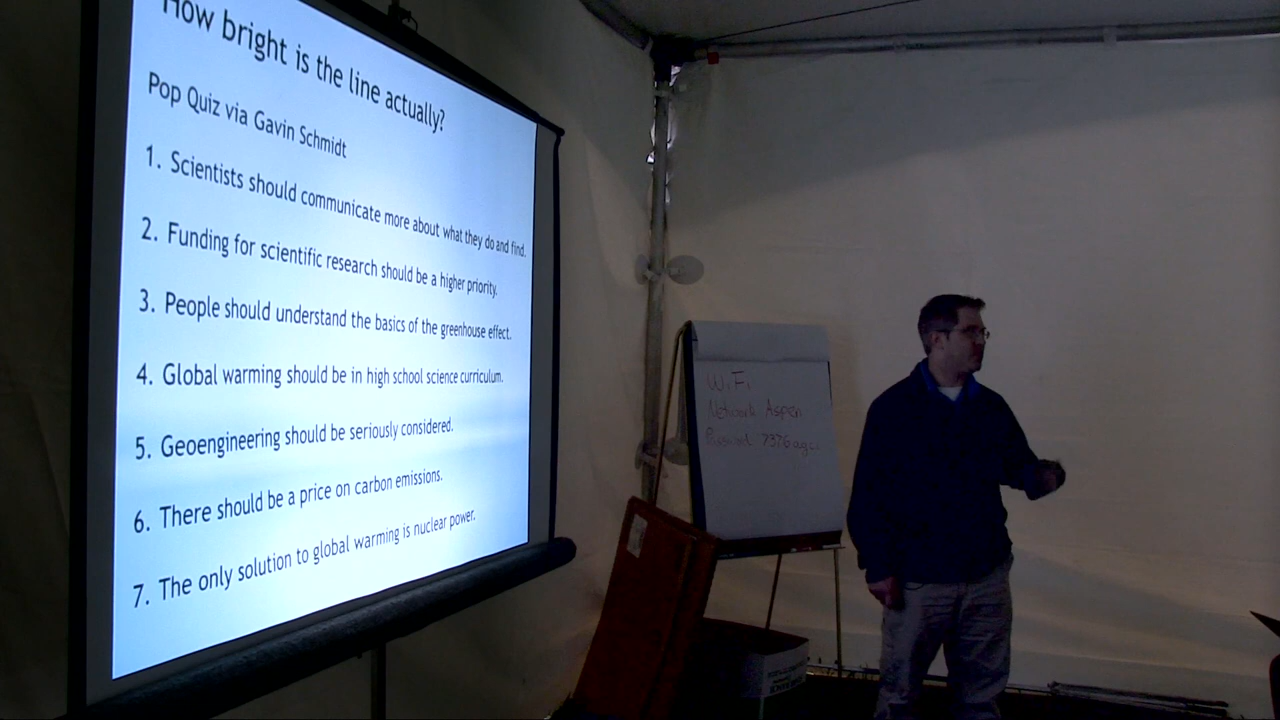 How bright is the line actually?
Pop Quiz via Gavin Schmidt
1. Scientists should communicate more about what they do and find.
2. Funding for scientific research should be a higher priority.
3. People should understand the basics of the greenhouse effect.
4. Global warming should be in high school science curriculum.
5. Geoengineering should be seriously considered.
6. There should be a price on carbon emissions.
7. The only solution to global warming is nuclear power.
WiFi
Network Aspen